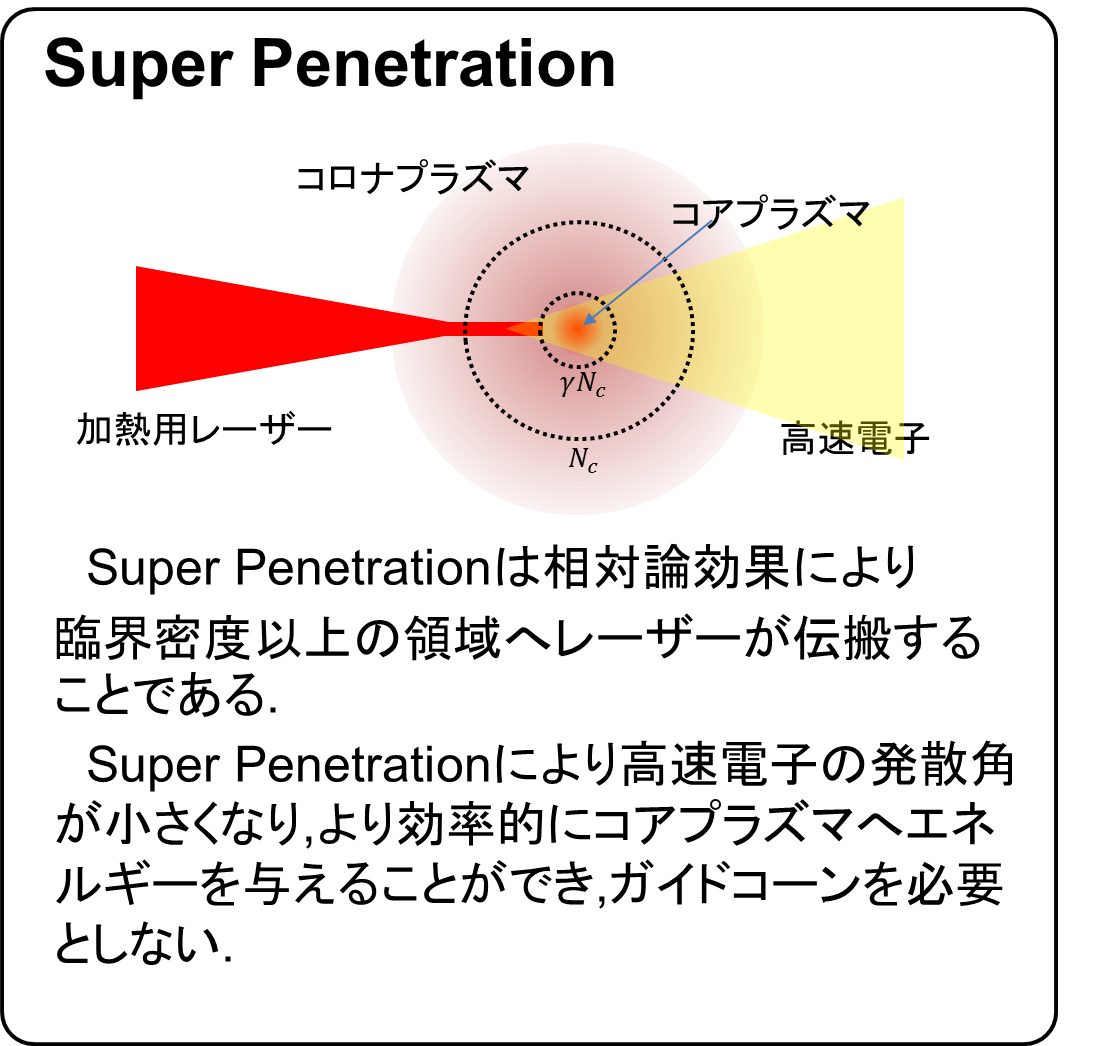 Super Penetration
コロナプラズマ
コアプラズマ
γN_c
加熱用レーザー
高速電子
N_c
Super Penetrationは相対論効果により
臨界密度以上の領域へレーザーが伝搬する
ことである.
Super Penetrationにより高速電子の発散角
が小さくなり,より効率的にコアプラズマへエネ
ルギーを与えることができ,ガイドコーンを必要
としない.